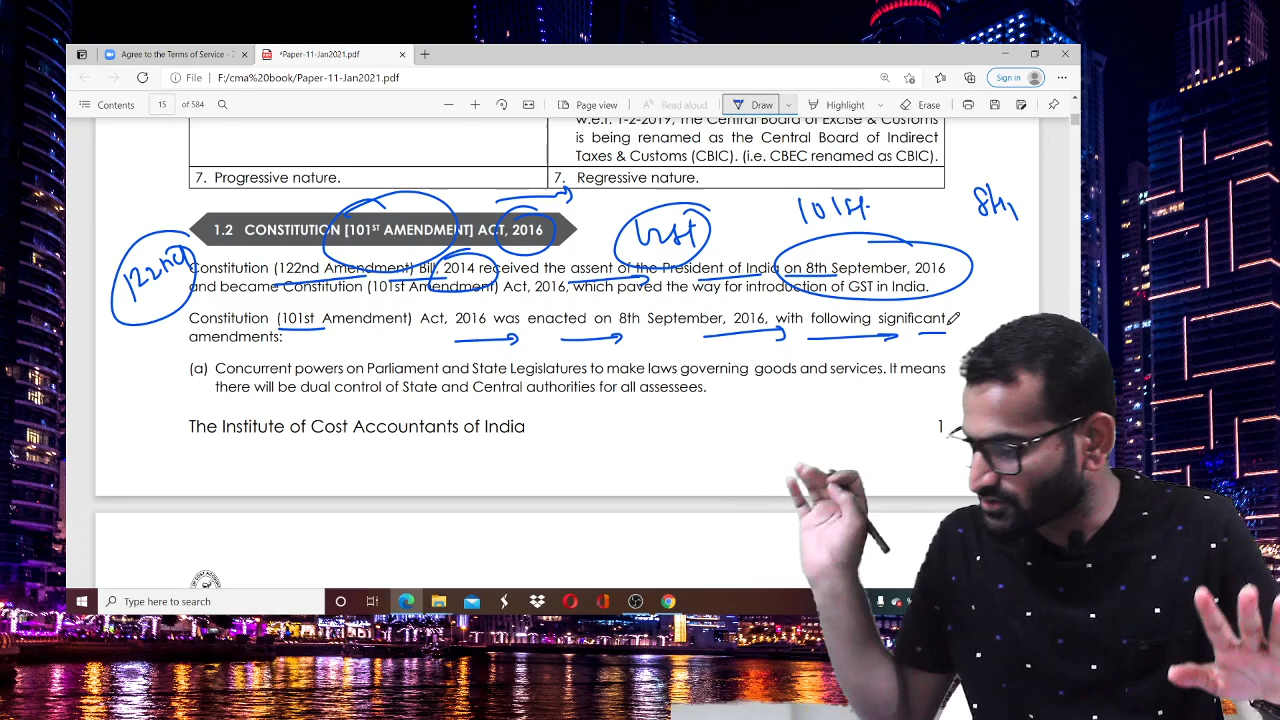 Agree to the Terms of Service - Z
*Paper-11-Jan2021.pdf
File | F:/cma%20book/Paper-11-Jan2021.pdf
Sign in
Contents
15
of 584
Page view
Read aloud
Draw
Highlight
Erase
w.e.f. 1-2-2019, the Central Board of Excise & Customs
is being renamed as the Central Board of Indirect
Taxes & Customs (CBIC). (i.e. CBEC renamed as CBIC).
7. Progressive nature.
7. Regressive nature.
101st
8th
1.2 CONSTITUTION [101ST AMENDMENT] ACT, 2016
122nd
Constitution (122nd Amendment) Bill, 2014 received the assent of the President of India on 8th September, 2016
and became Constitution (101st Amendment) Act, 2016, which paved the way for introduction of GST in India.
Constitution (101st Amendment) Act, 2016 was enacted on 8th September, 2016, with following significant
amendments:
(a) Concurrent powers on Parliament and State Legislatures to make laws governing goods and services. It means
there will be dual control of State and Central authorities for all assessees.
The Institute of Cost Accountants of India
1
Type here to search